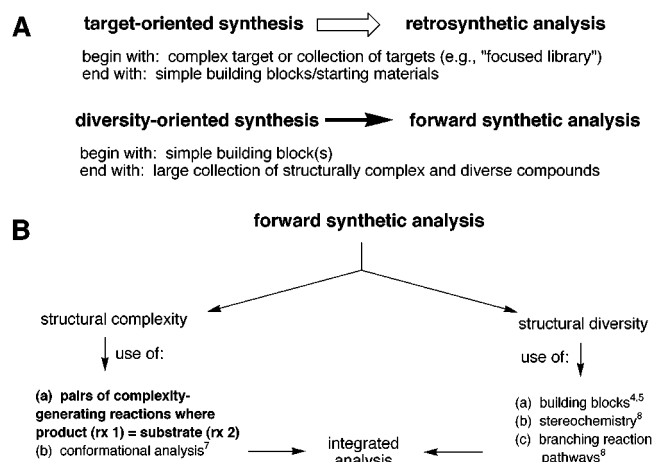 A
target-oriented synthesis retrosynthetic analysis
begin with: complex target or collection of targets (e.g., "focused library")
end with: simple building blocks/starting materials
diversity-oriented synthesis forward synthetic analysis
begin with: simple building block(s)
end with: large collection of structurally complex and diverse compounds
B
forward synthetic analysis
structural complexity
use of:
(a) pairs of complexity-
generating reactions where
product (rx 1) = substrate (rx 2)
(b) conformational analysis7
structural diversity
use of:
(a) building blocks4,5
(b) stereochemistry8
(c) branching reaction
pathways8
integrated
analysis